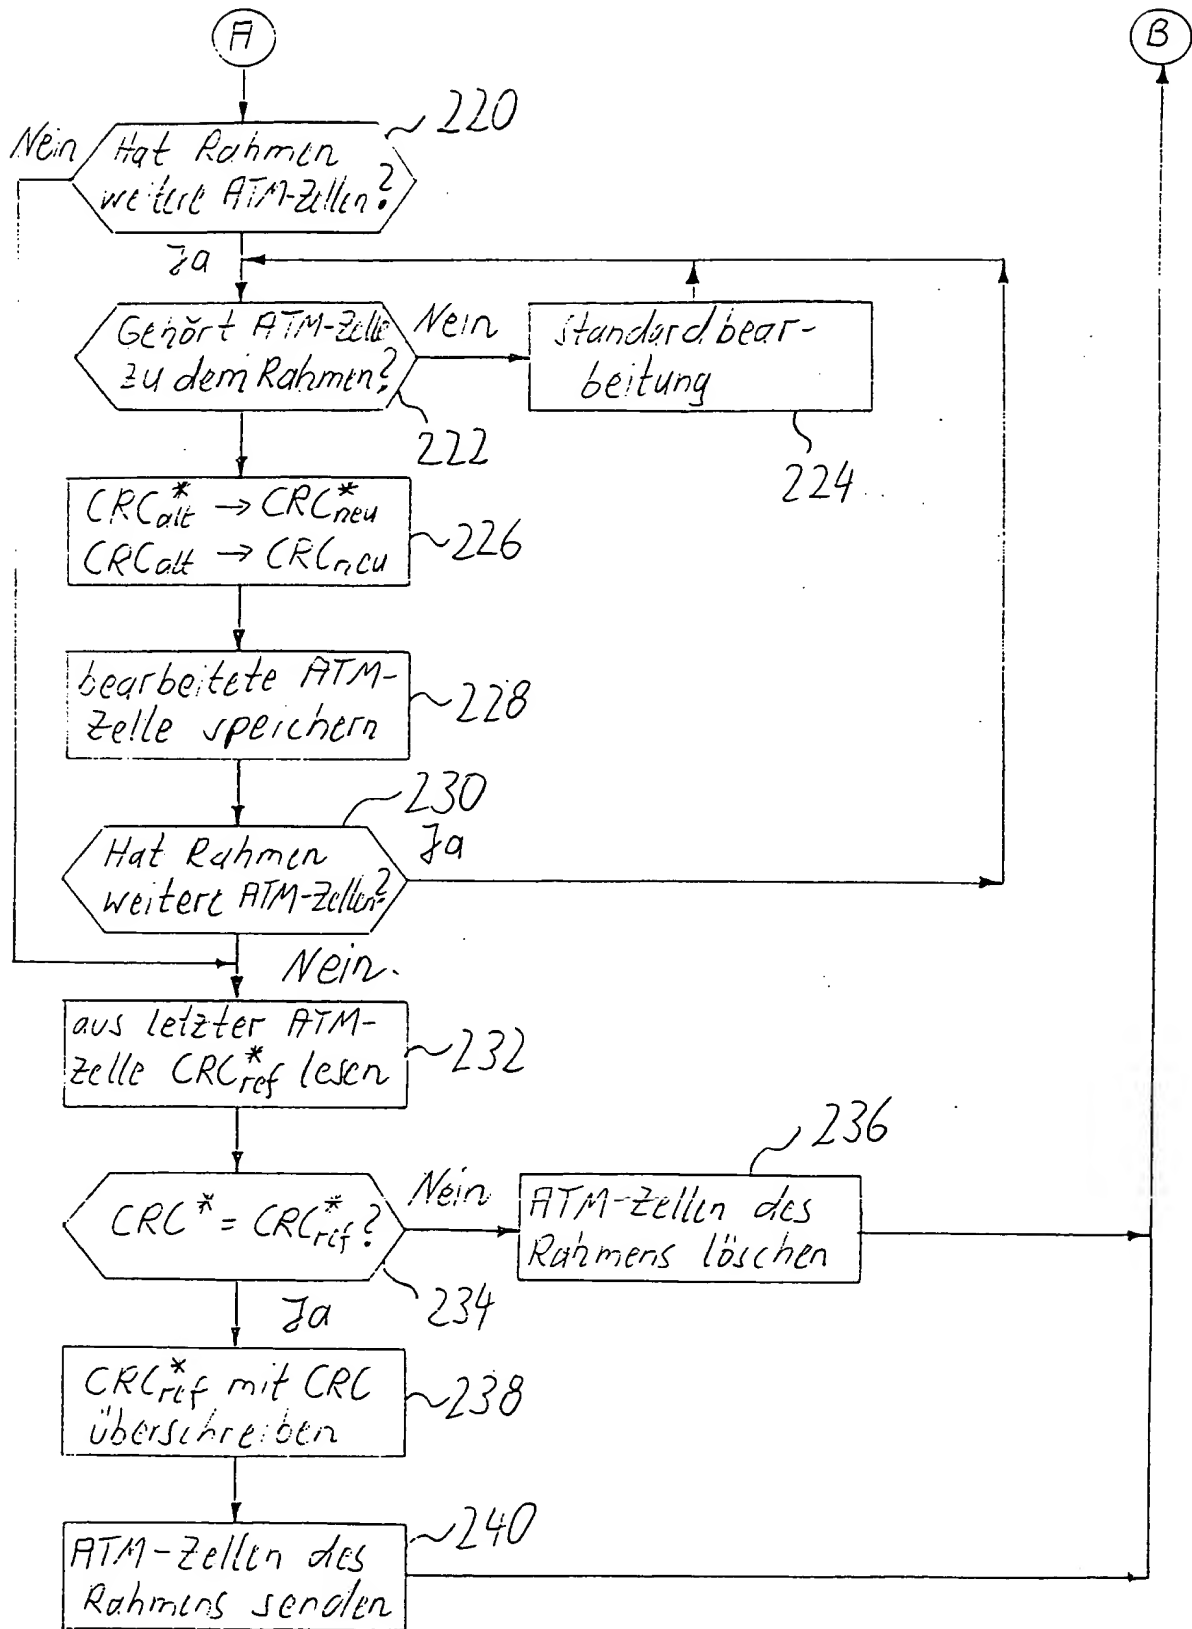 A
B
220
Nein
Hat Rahmen
weitere ATM-Zellen?
Ja
Gehört ATM-Zelle
zu dem Rahmen?
Nein
Standardbear-
beitung
222
224
CRC*alt → CRC*neu
CRCalt → CRCneu
226
bearbeitete ATM-
Zelle speichern
228
230
Hat Rahmen
weitere ATM-Zellen?
Ja
Nein
aus letzter ATM-
Zelle CRC*ref lesen
232
236
CRC* = CRC*ref?
Nein
ATM-Zellen des
Rahmens löschen
234
Ja
CRC*ref mit CRC
überschreiben
238
240
ATM-Zellen des
Rahmens senden